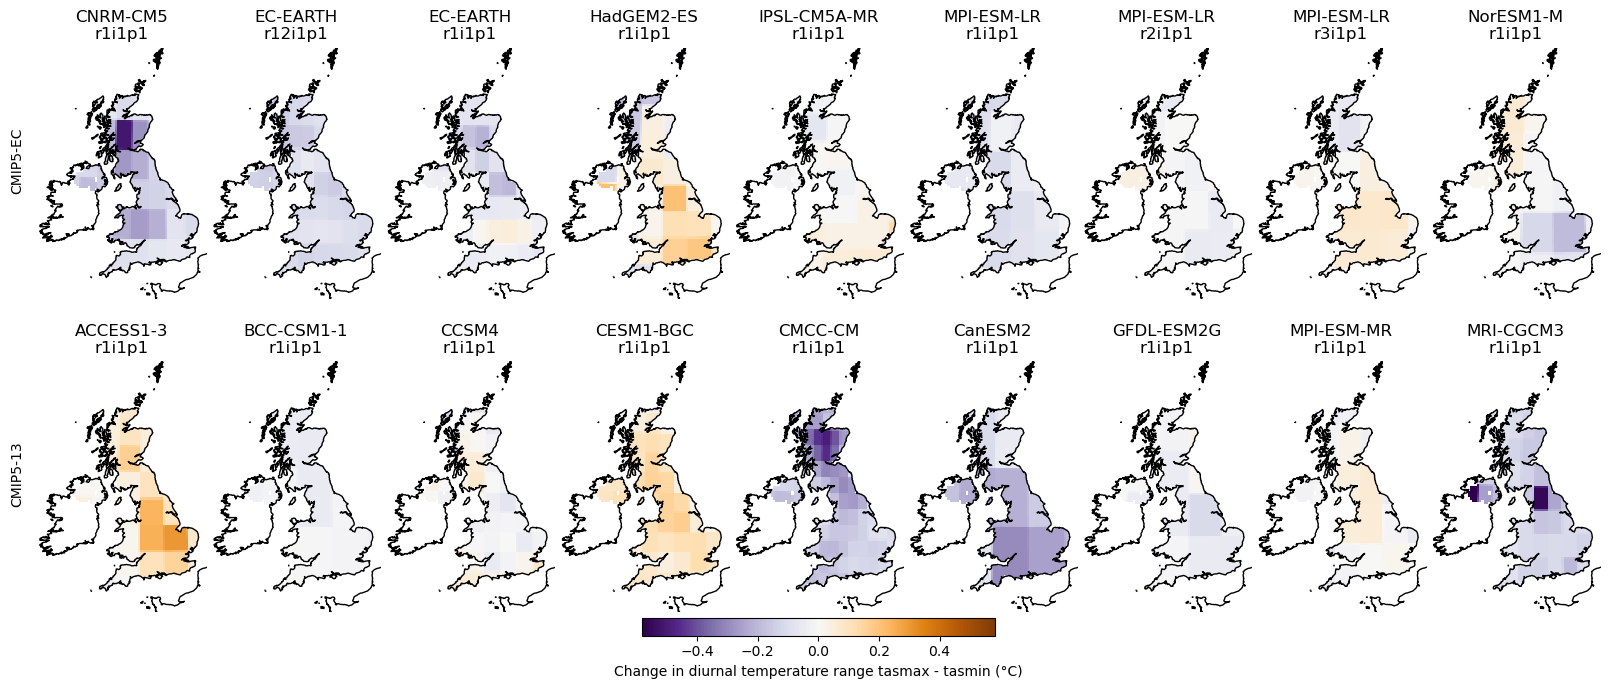 CNRM-CM5 EC-EARTH EC-EARTH HadGEM2-ES IPSL-CM5A-MR MPI-ESM-LR MPI-ESM-LR MPI-ESM-LR NorESM1-M
r1i1p1 r12i1p1 r1i1p1 r1i1p1 r1i1p1 r1i1p1 r2i1p1 r3i1p1 r1i1p1
CMIP5-EC
ACCESS1-3 BCC-CSM1-1 CCSM4 CESM1-BGC CMCC-CM CanESM2 GFDL-ESM2G MPI-ESM-MR MRI-CGCM3
r1i1p1 r1i1p1 r1i1p1 r1i1p1 r1i1p1 r1i1p1 r1i1p1 r1i1p1 r1i1p1
CMIP5-13
−0.4 −0.2 0.0 0.2 0.4
Change in diurnal temperature range tasmax - tasmin (°C)